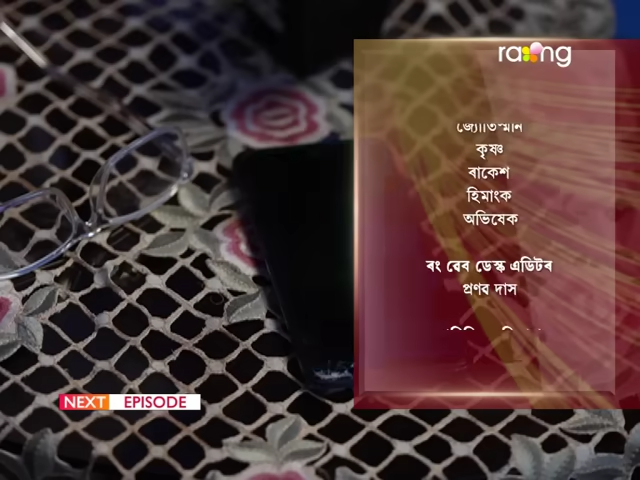 rang
জ্যোতিষ্মান
কৃষ্ণ
ৰাকেশ
হিমাংক
অভিষেক
ৰং ৱেব ডেস্ক এডিটৰ
প্ৰণৱ দাস
NEXT EPISODE